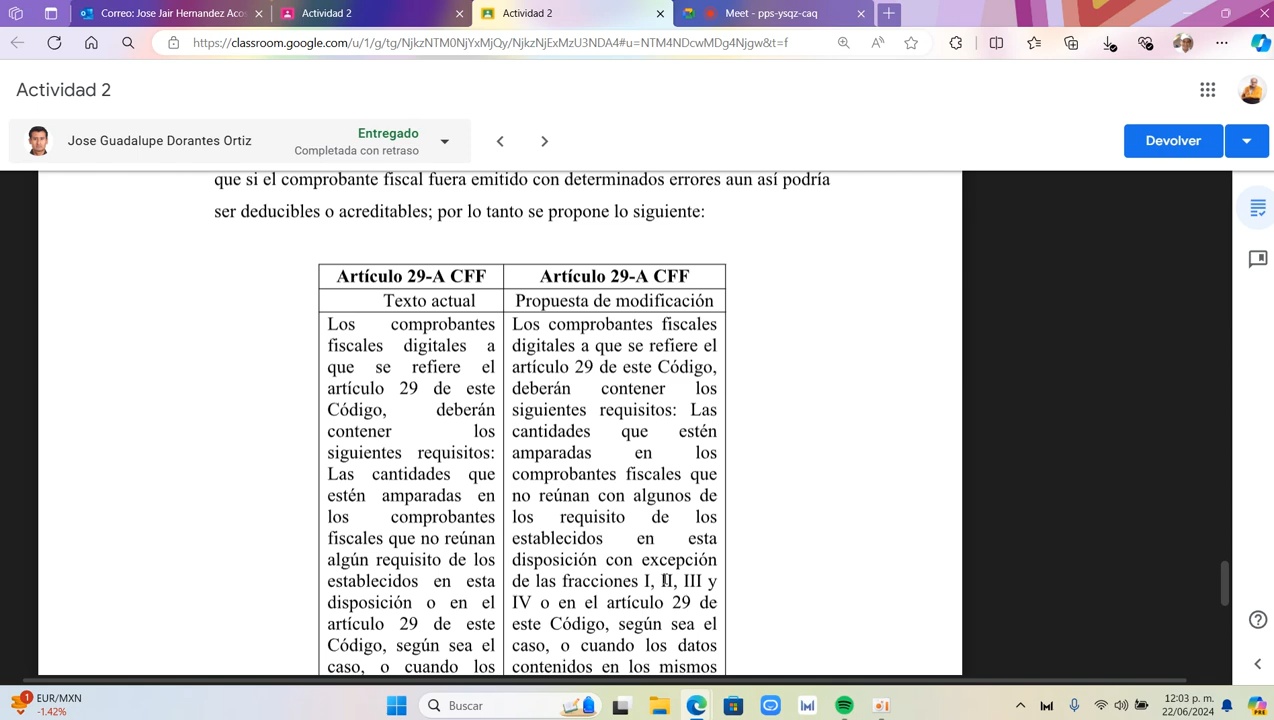 Correo: Jose Jair Hernandez Aco
Actividad 2
Actividad 2
Meet - pps-ysqz-caq
https://classroom.google.com/u/1/g/tg/NjkzNTM0NjYxMjQy/NjkzNjExMzU3NDA4#u=NTM4NDcwMDg4Njgw&t=f
Actividad 2
Jose Guadalupe Dorantes Ortiz
Entregado
Completada con retraso
Devolver
que si el comprobante fiscal fuera emitido con determinados errores aun así podría
ser deducibles o acreditables; por lo tanto se propone lo siguiente:
Artículo 29-A CFF
Texto actual
Los comprobantes
fiscales digitales a
que se refiere el
artículo 29 de este
Código, deberán
contener los
siguientes requisitos:
Las cantidades que
estén amparadas en
los comprobantes
fiscales que no reúnan
algún requisito de los
establecidos en esta
disposición o en el
artículo 29 de este
Código, según sea el
caso, o cuando los
Artículo 29-A CFF
Propuesta de modificación
Los comprobantes fiscales
digitales a que se refiere el
artículo 29 de este Código,
deberán contener los
siguientes requisitos: Las
cantidades que estén
amparadas en los
comprobantes fiscales que
no reúnan con algunos de
los requisito de los
establecidos en esta
disposición con excepción
de las fracciones I, II, III y
IV o en el artículo 29 de
este Código, según sea el
caso, o cuando los datos
contenidos en los mismos
1
EUR/MXN
-1.42%
Buscar
12:03 p. m.
22/06/2024